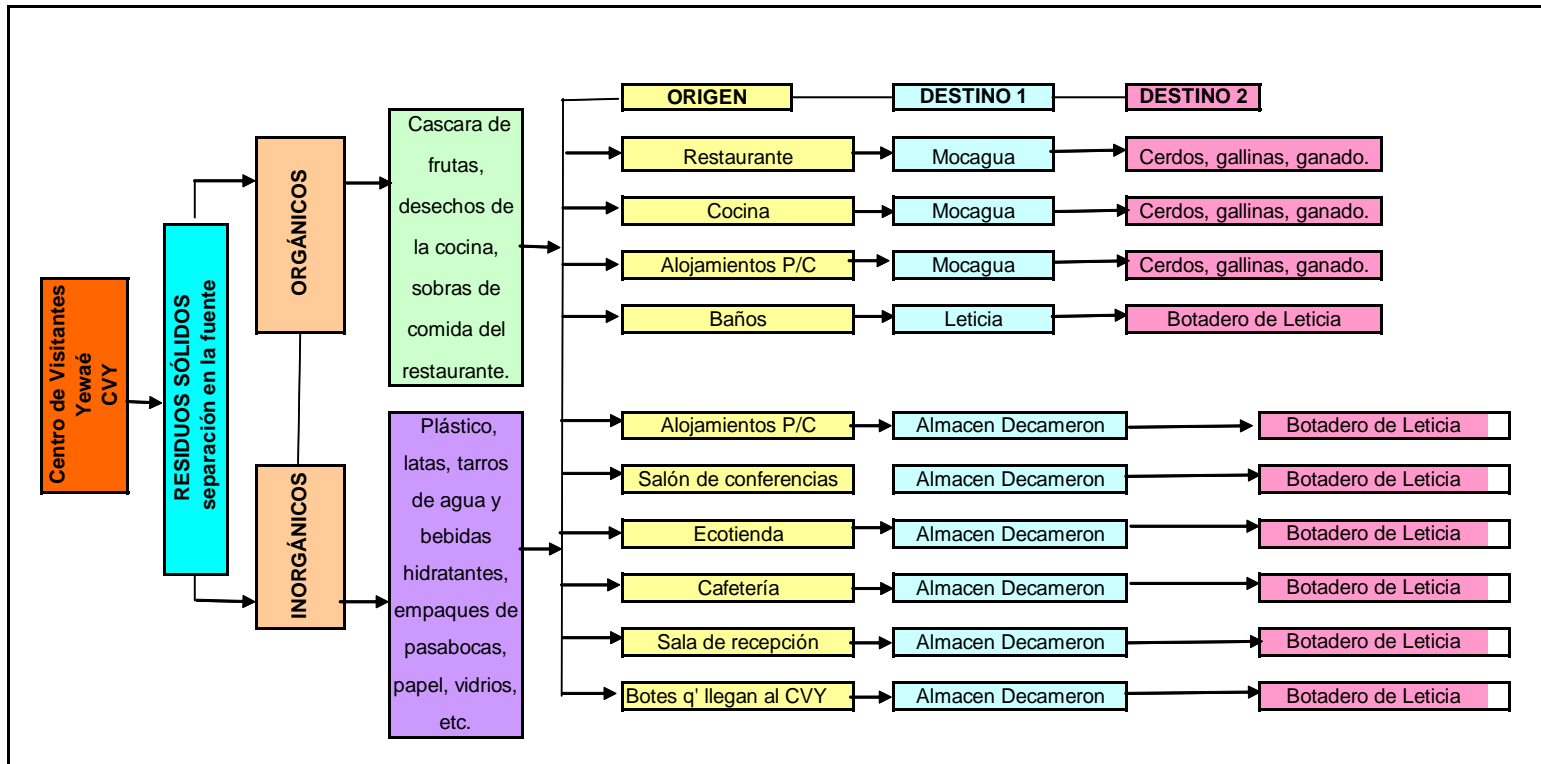 Centro de Visitantes
Yewaé
CVY
RESIDUOS SÓLIDOS
separación en la fuente
ORGÁNICOS
INORGÁNICOS
Cascara de
frutas,
desechos de
la cocina,
sobras de
comida del
restaurante.
Plástico,
latas, tarros
de agua y
bebidas
hidratantes,
empaques de
pasabocas,
papel, vidrios,
etc.
ORIGEN DESTINO 1 DESTINO 2
Restaurante Mocagua Cerdos, gallinas, ganado.
Cocina Mocagua Cerdos, gallinas, ganado.
Alojamientos P/C Mocagua Cerdos, gallinas, ganado.
Baños Leticia Botadero de Leticia
Alojamientos P/C Almacen Decameron Botadero de Leticia
Salón de conferencias Almacen Decameron Botadero de Leticia
Ecotienda Almacen Decameron Botadero de Leticia
Cafetería Almacen Decameron Botadero de Leticia
Sala de recepción Almacen Decameron Botadero de Leticia
Botes q' llegan al CVY Almacen Decameron Botadero de Leticia